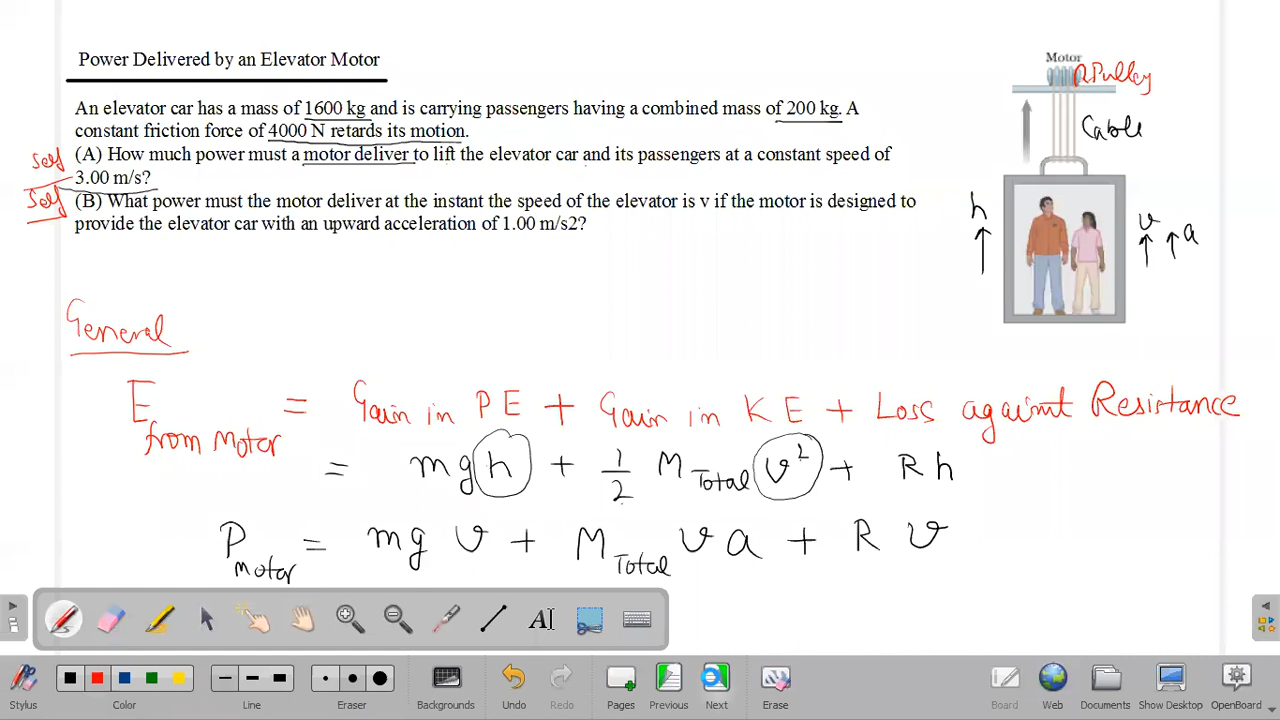 Power Delivered by an Elevator Motor
Motor
Pulley
An elevator car has a mass of 1600 kg and is carrying passengers having a combined mass of 200 kg. A
constant friction force of 4000 N retards its motion.
Cable
Self
(A) How much power must a motor deliver to lift the elevator car and its passengers at a constant speed of
3.00 m/s?
Self
(B) What power must the motor deliver at the instant the speed of the elevator is v if the motor is designed to
provide the elevator car with an upward acceleration of 1.00 m/s2?
h
v a
General
E from Motor = Gain in PE + Gain in KE + Loss againt Resistance
= mgh + 1/2 M Total v² + Rh
P motor = mg v + M Total v a + R v
AI
Stylus
Color
Line
Eraser
Backgrounds
Undo
Redo
Pages
Previous
Next
Erase
Board
Web
Documents
Show Desktop
OpenBoard